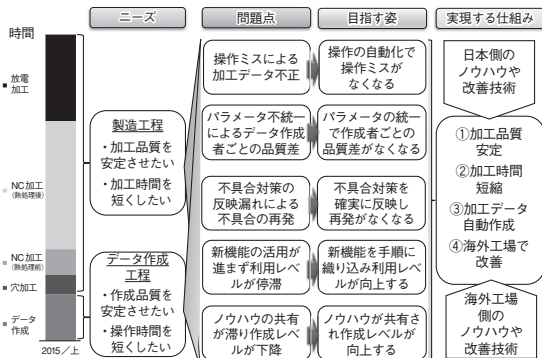 ニーズ
問題点
目指す姿
実現する仕組み
時間
放電
加工
NC加工
(熱処理後)
NC加工
(熱処理前)
穴加工
データ
作成
2015/上
製造工程
・加工品質を
安定させたい
・加工時間を
短くしたい
データ作成
工程
・作成品質を
安定させたい
・操作時間を
短くしたい
操作ミスによる
加工データ不正
操作の自動化で
操作ミスが
なくなる
パラメータ不統一
によるデータ作成
者ごとの品質差
パラメータの統一
で作成者ごとの
品質差がなくなる
不具合対策の
反映漏れによる
不具合の再発
不具合対策を
確実に反映し
再発がなくなる
新機能の活用が
進まず利用レベ
ルが停滞
新機能を手順に
織り込み利用レベ
ルが向上する
ノウハウの共有
が滞り作成レベ
ルが下降
ノウハウが共有さ
れ作成レベルが
向上する
日本側の
ノウハウや
改善技術
①加工品質
安定
②加工時間
短縮
③加工データ
自動作成
④海外工場で
改善
海外工場
側の
ノウハウや
改善技術